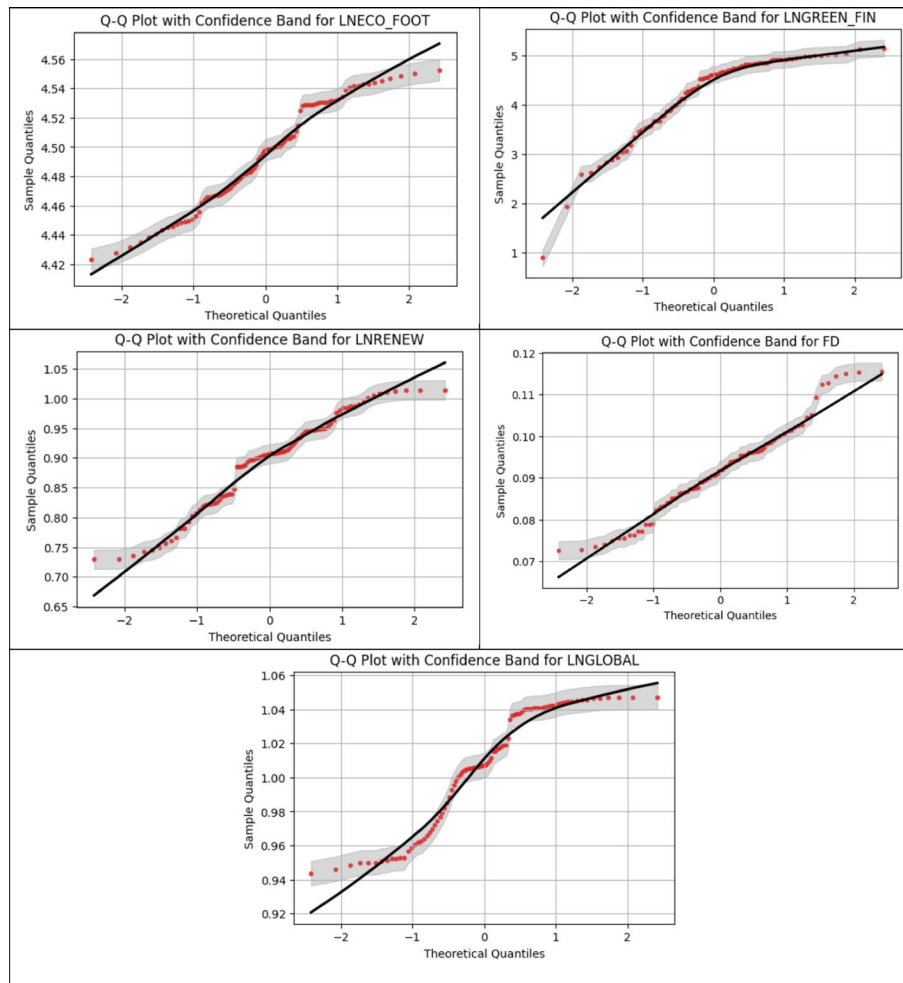 Q-Q Plot with Confidence Band for LNECO_FOOT
Sample Quantiles
4.56
4.54
4.52
4.50
4.48
4.46
4.44
4.42
−2 −1 0 1 2
Theoretical Quantiles
Q-Q Plot with Confidence Band for LNGREEN_FIN
Sample Quantiles
5
4
3
2
1
−2 −1 0 1 2
Theoretical Quantiles
Q-Q Plot with Confidence Band for LNRENEW
Sample Quantiles
1.05
1.00
0.95
0.90
0.85
0.80
0.75
0.70
0.65
−2 −1 0 1 2
Theoretical Quantiles
Q-Q Plot with Confidence Band for FD
Sample Quantiles
0.12
0.11
0.10
0.09
0.08
0.07
−2 −1 0 1 2
Theoretical Quantiles
Q-Q Plot with Confidence Band for LNGLOBAL
Sample Quantiles
1.06
1.04
1.02
1.00
0.98
0.96
0.94
0.92
−2 −1 0 1 2
Theoretical Quantiles